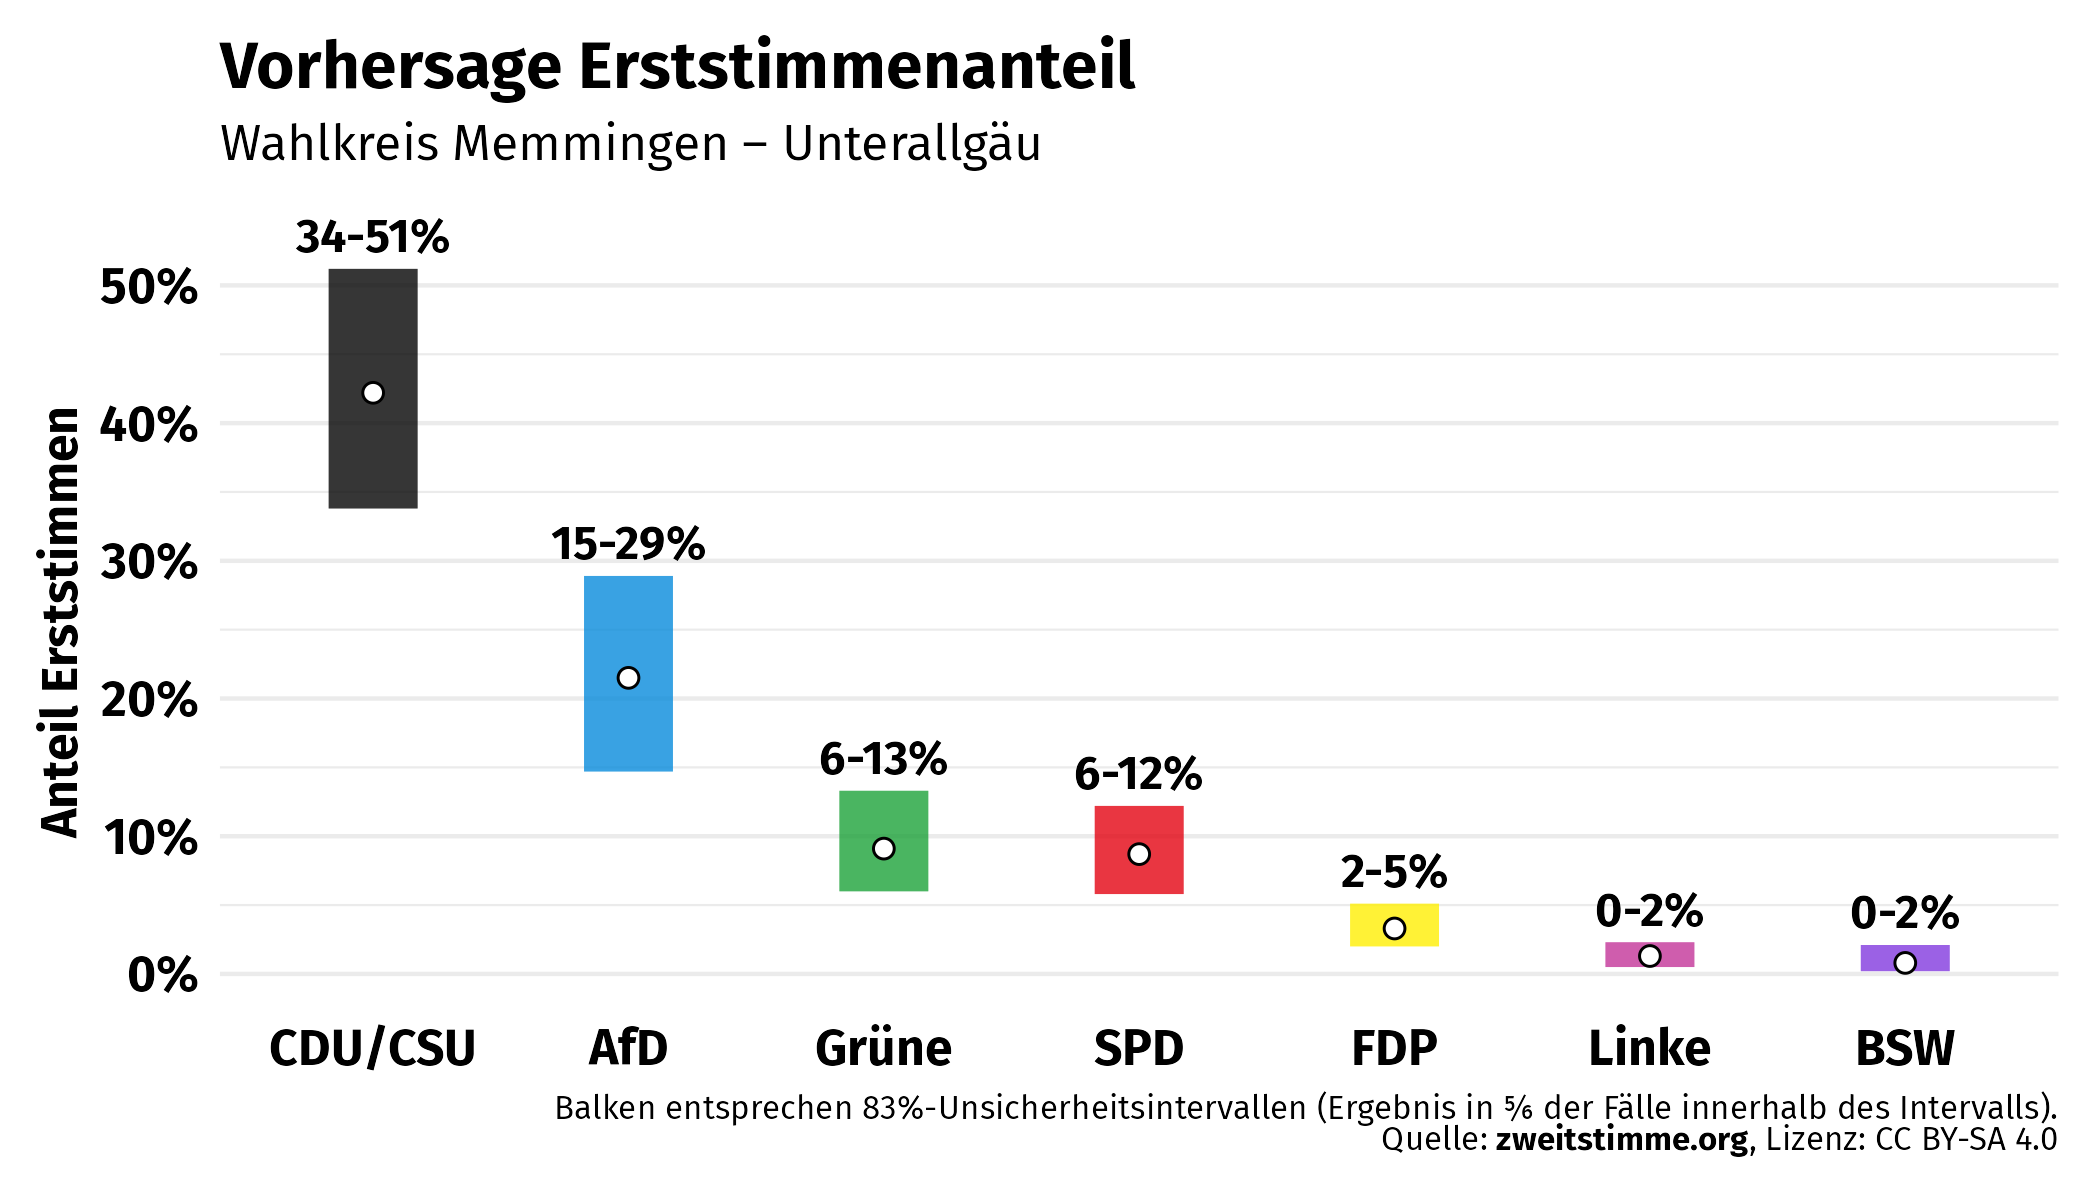 Vorhersage Erststimmenanteil
Wahlkreis Memmingen – Unterallgäu
Anteil Erststimmen
50%
40%
30%
20%
10%
0%
34-51%
15-29%
6-13%
6-12%
2-5%
0-2%
0-2%
CDU/CSU
AfD
Grüne
SPD
FDP
Linke
BSW
Balken entsprechen 83%-Unsicherheitsintervallen (Ergebnis in ⅚ der Fälle innerhalb des Intervalls).
Quelle: zweitstimme.org, Lizenz: CC BY-SA 4.0